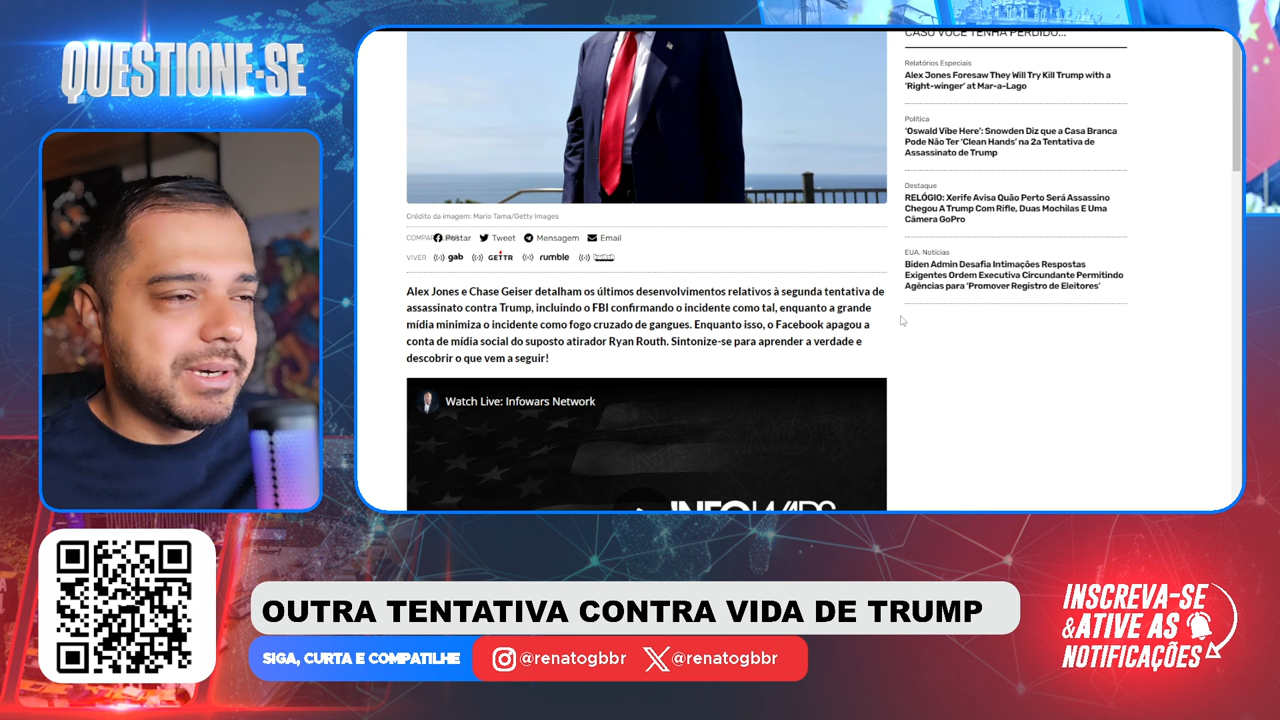 QUESTIONE-SE
CASO VOCÊ TENHA PERDIDO...
Relatórios Especiais
Alex Jones Foresaw They Will Try Kill Trump with a
'Right-winger' at Mar-a-Lago
Política
'Oswald Vibe Here': Snowden Diz que a Casa Branca
Pode Não Ter 'Clean Hands' na 2a Tentativa de
Assassinato de Trump
Destaque
RELÓGIO: Xerife Avisa Quão Perto Será Assassino
Chegou A Trump Com Rifle, Duas Mochilas E Uma
Câmera GoPro
EUA. Notícias
Biden Admin Desafia Intimações Respostas
Exigentes Ordem Executiva Circundante Permitindo
Agências para 'Promover Registro de Eleitores'
Crédito da imagem: Mario Tama/Getty Images
Postar Tweet Mensagem Email
VIVER gab GETTR rumble
Alex Jones e Chase Geiser detalham os últimos desenvolvimentos relativos à segunda tentativa de
assassinato contra Trump, incluindo o FBI confirmando o incidente como tal, enquanto a grande
mídia minimiza o incidente como fogo cruzado de gangues. Enquanto isso, o Facebook apagou a
conta de mídia social do suposto atirador Ryan Routh. Sintonize-se para aprender a verdade e
descobrir o que vem a seguir!
Watch Live: Infowars Network
INFOWARS
OUTRA TENTATIVA CONTRA VIDA DE TRUMP
SIGA, CURTA E COMPATILHE @renatogbbr @renatogbbr
INSCREVA-SE
&ATIVE AS
NOTIFICAÇÕES